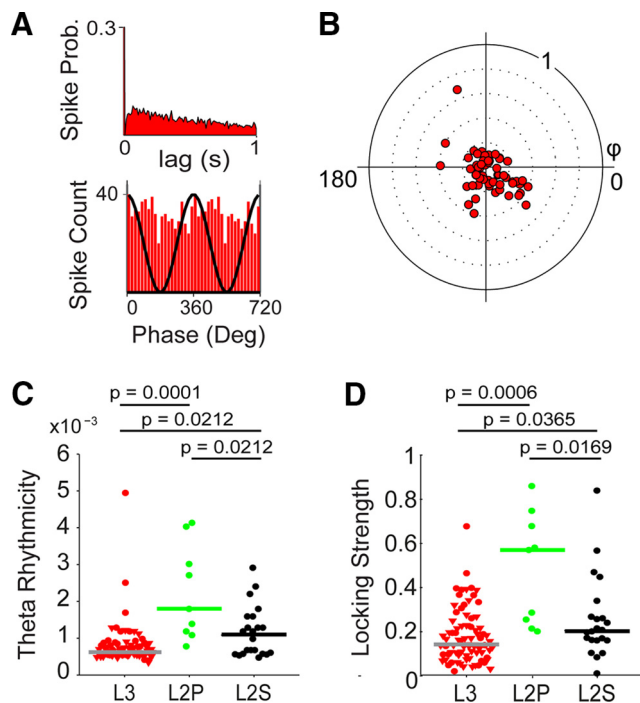 A
0.3
Spike Prob.
0
lag (s)
1
40
Spike Count
0
360
720
Phase (Deg)
B
1
φ
180
0
C
p = 0.0001
p = 0.0212
p = 0.0212
x10⁻³
6
5
4
3
2
1
0
Theta Rhythmicity
L3
L2P
L2S
D
p = 0.0006
p = 0.0365
p = 0.0169
1
0.8
0.6
0.4
0.2
0
Locking Strength
L3
L2P
L2S